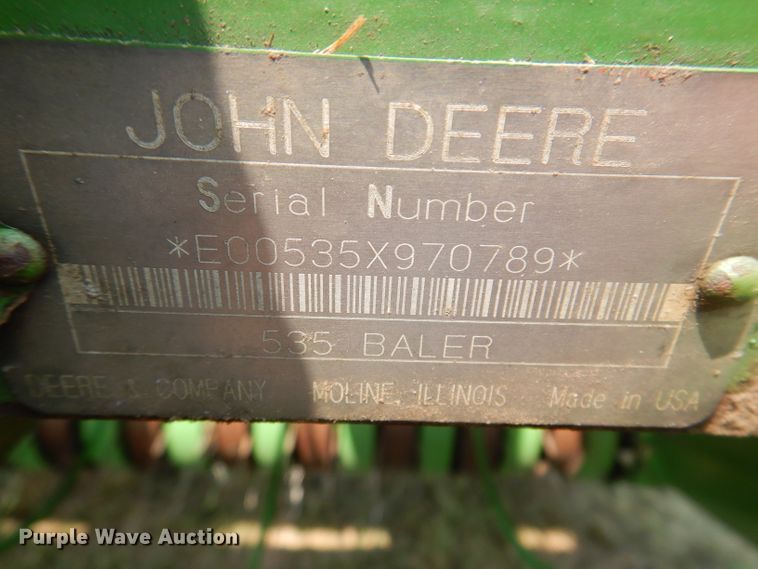 JOHN DEERE
Serial Number
*E00535X970789*
535 BALER
DEERE & COMPANY MOLINE, ILLINOIS Made in USA
Purple Wave Auction